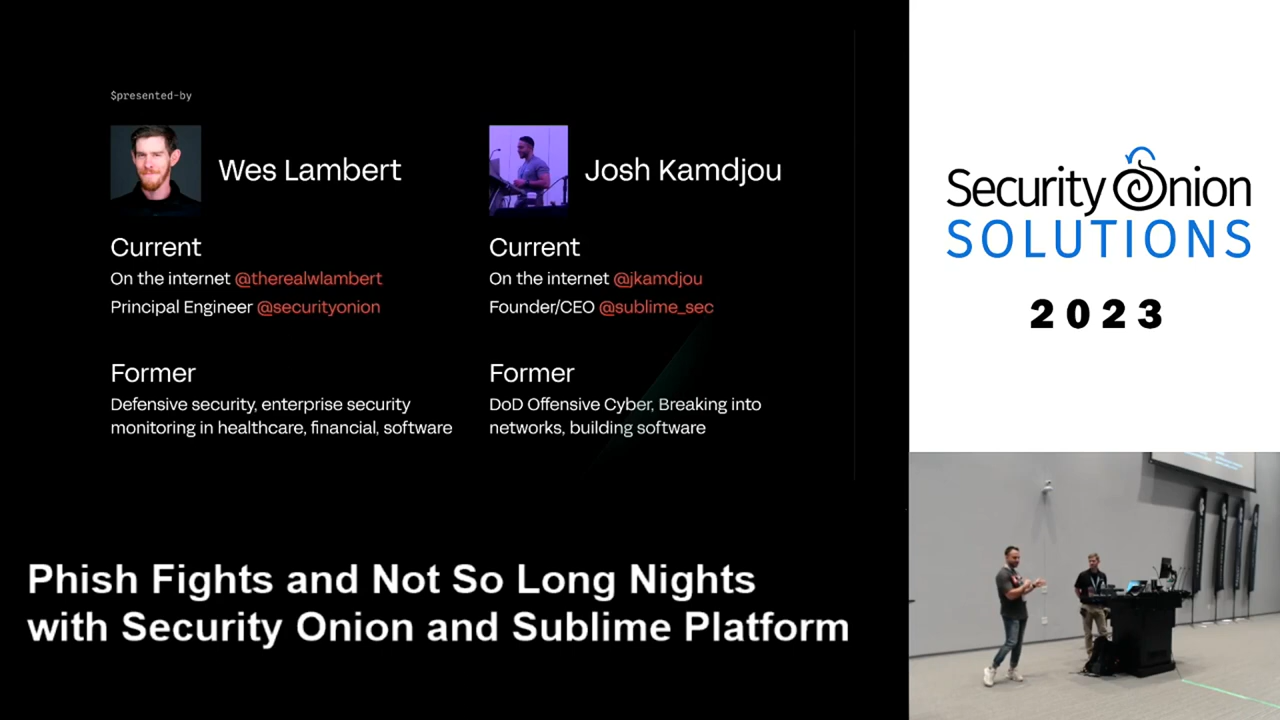 $presented-by
Wes Lambert
Current
On the internet @therealwlambert
Principal Engineer @securityonion
Former
Defensive security, enterprise security
monitoring in healthcare, financial, software
Josh Kamdjou
Current
On the internet @jkamdjou
Founder/CEO @sublime_sec
Former
DoD Offensive Cyber, Breaking into
networks, building software
Phish Fights and Not So Long Nights
with Security Onion and Sublime Platform
Security Onion
SOLUTIONS
2023